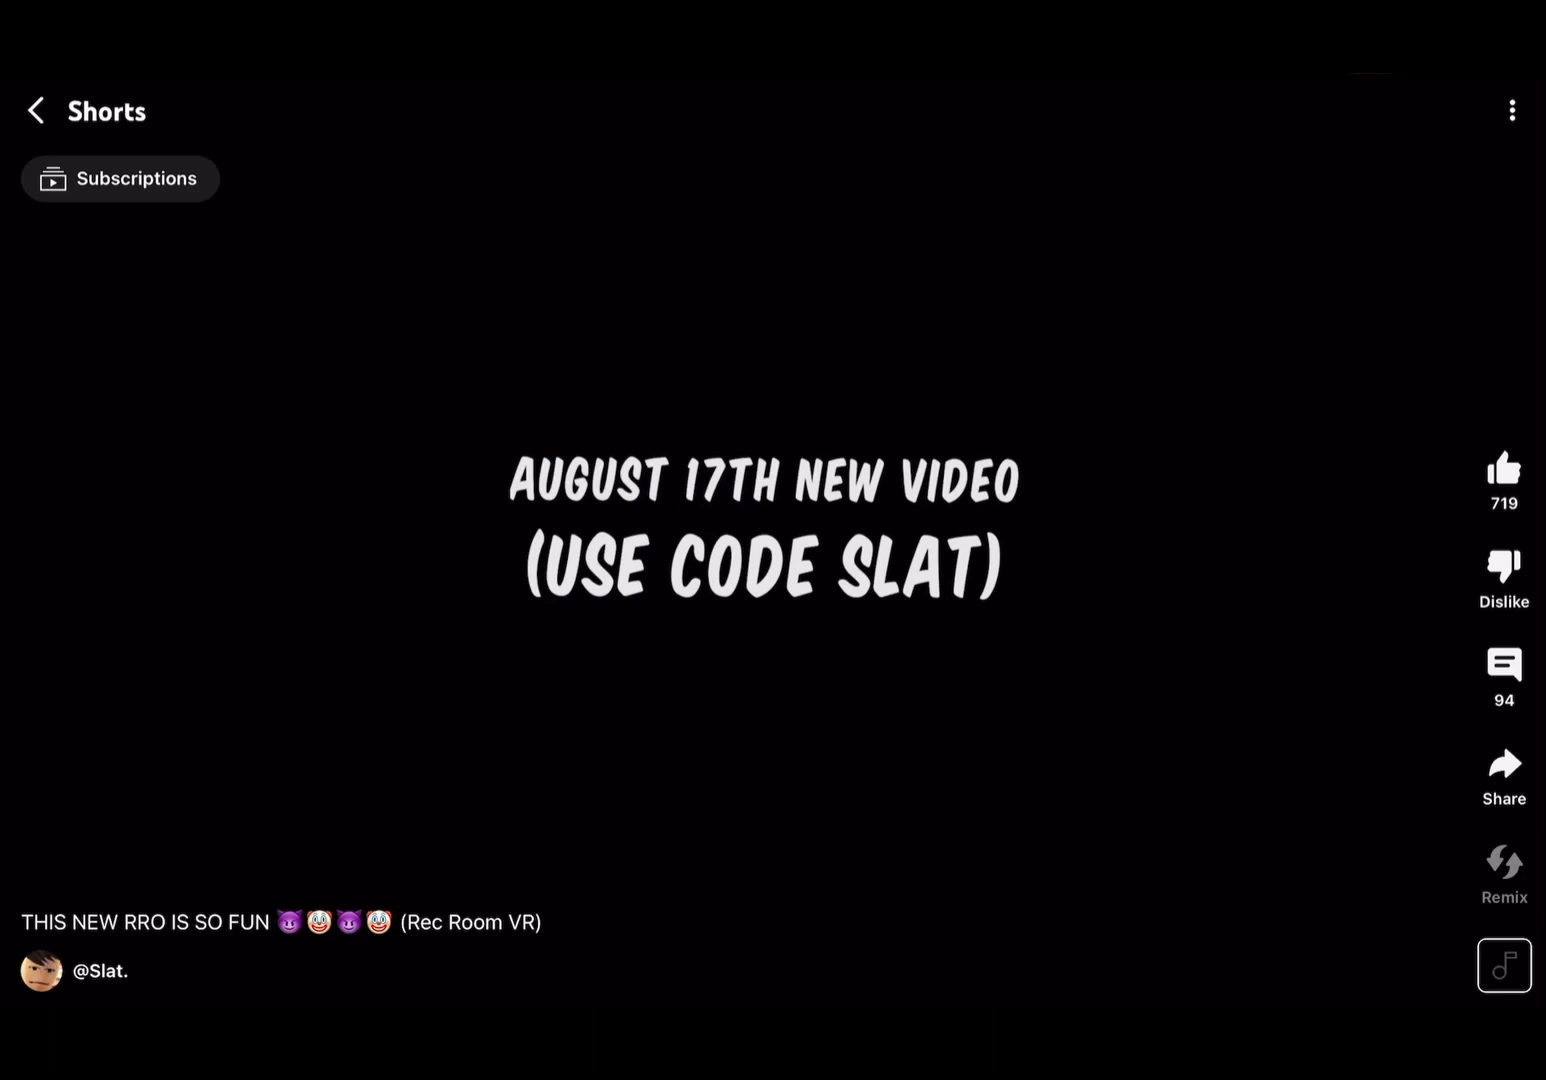 Shorts
Subscriptions
AUGUST 17TH NEW VIDEO
(USE CODE SLAT)
719
Dislike
94
Share
Remix
THIS NEW RRO IS SO FUN 😈🤡😈🤡 (Rec Room VR)
@Slat.